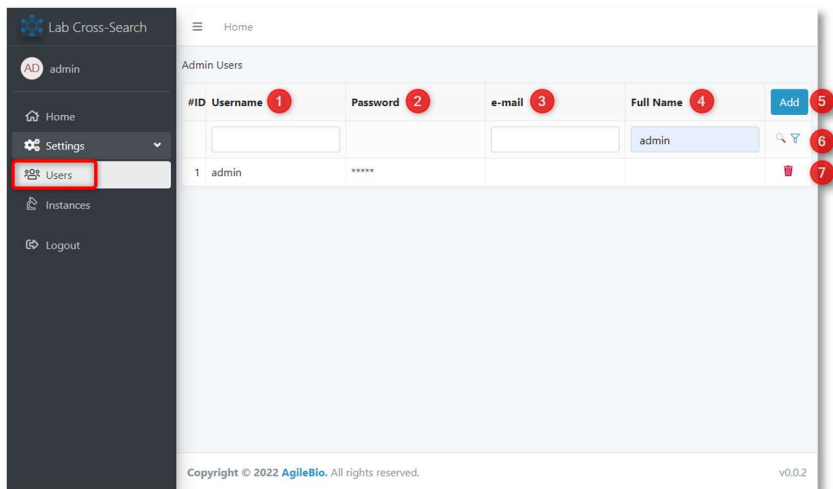 Lab Cross-Search
Home
AD admin
Home
Settings
Users
Instances
Logout
Admin Users
#ID Username 1 Password 2 e-mail 3 Full Name 4 Add 5
admin 6
1 admin ***** 7
Copyright © 2022 AgileBio. All rights reserved. v0.0.2